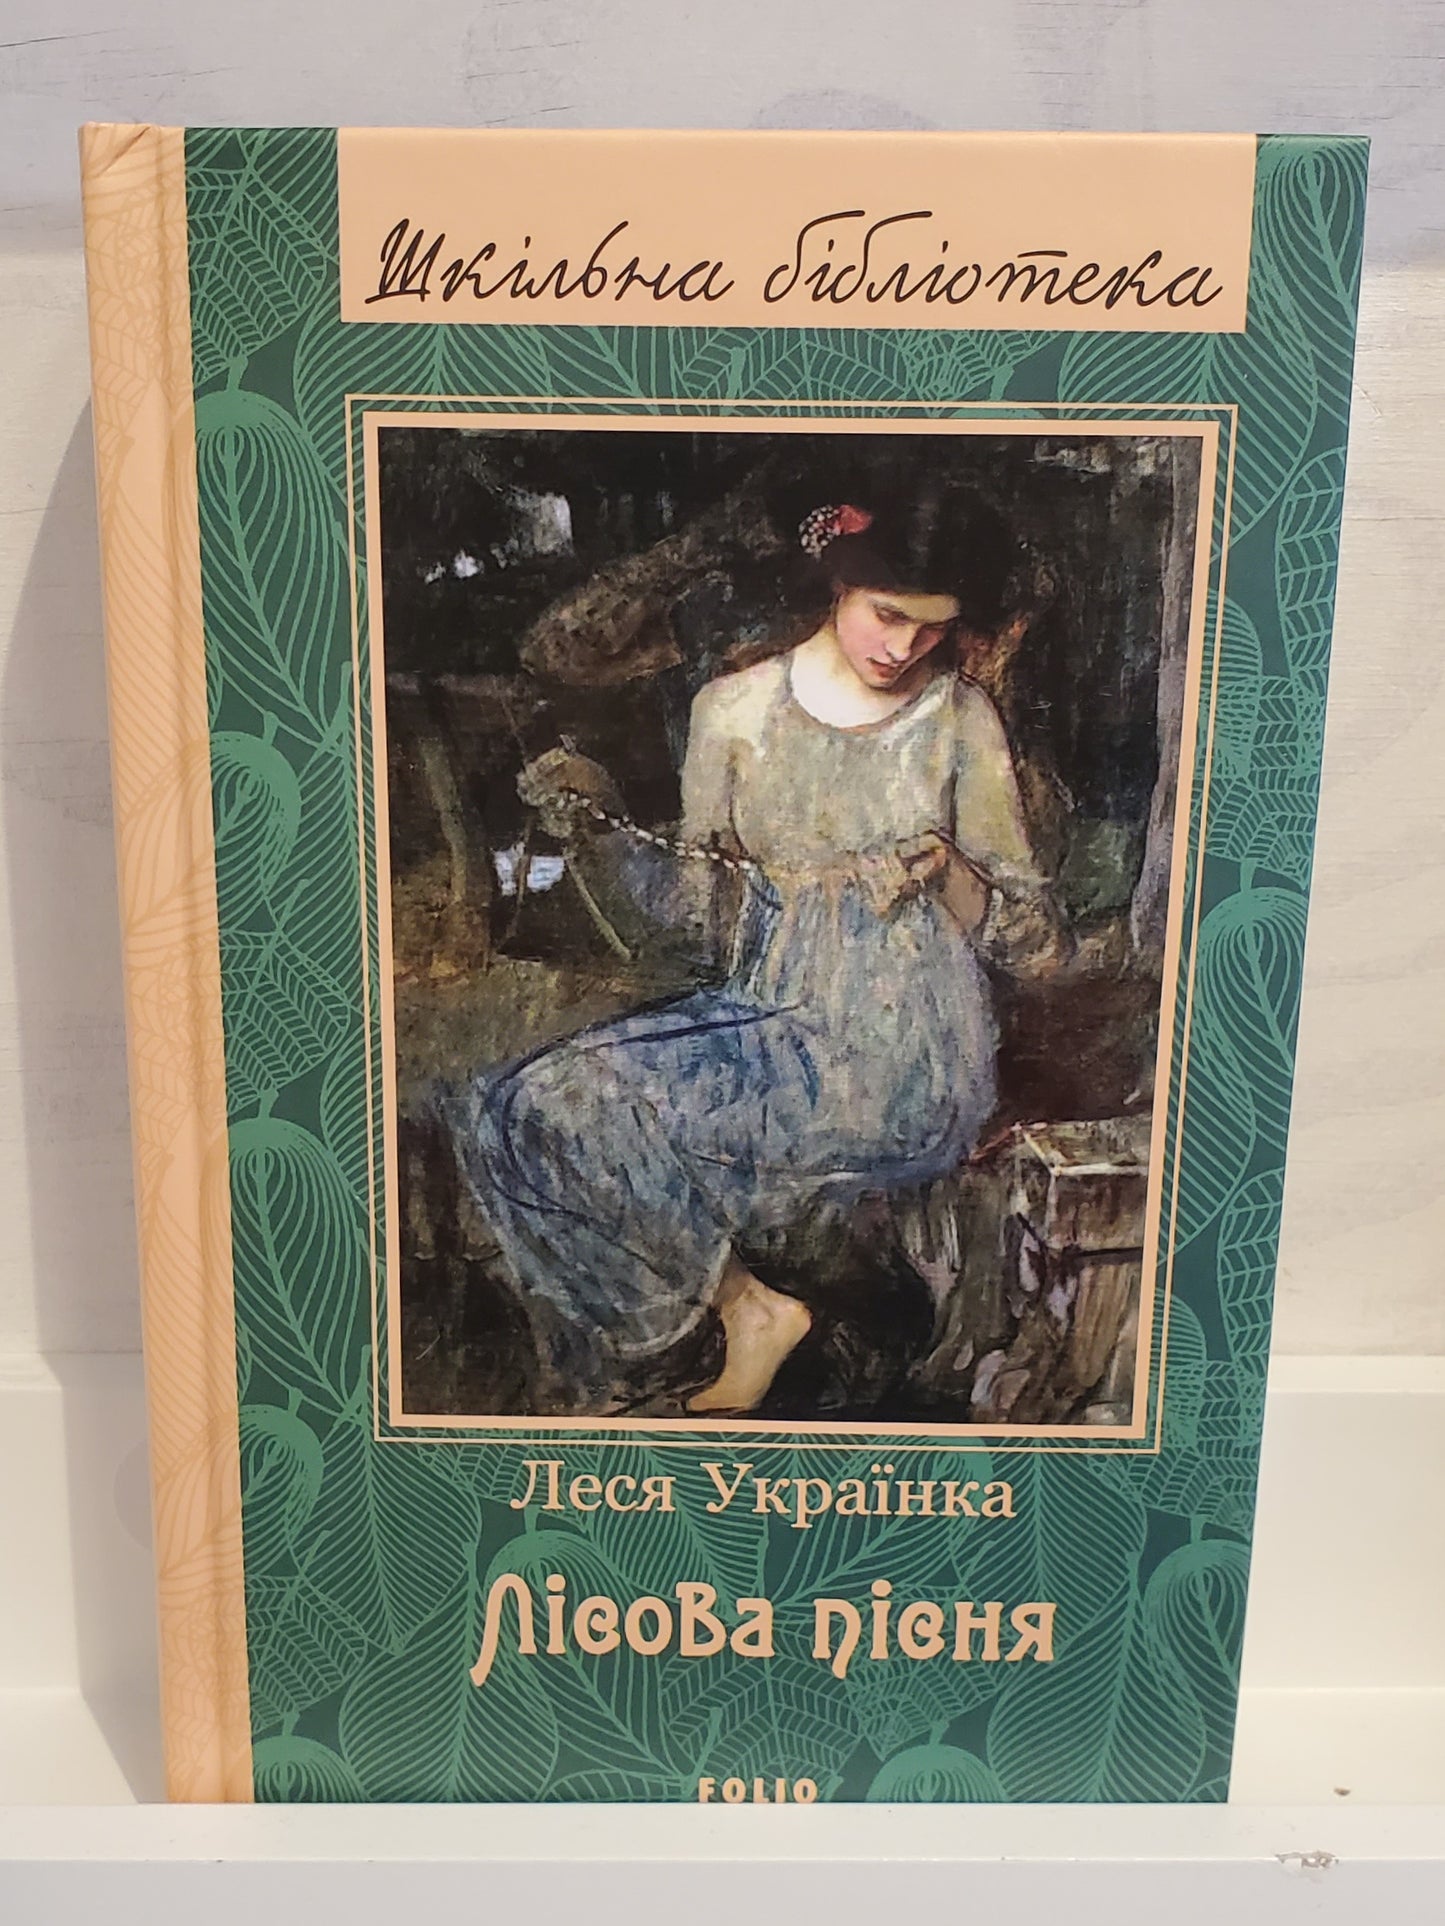 Шкільна бібліотека
Леся Українка
Лісова пісня
FOLIO